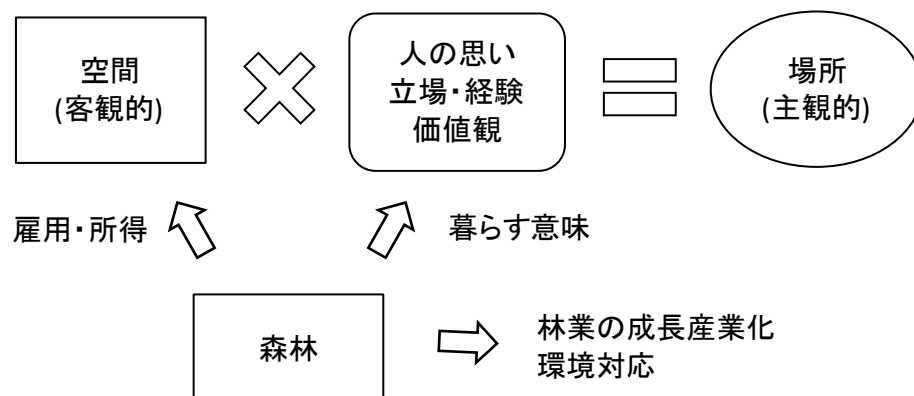 空間
(客観的)
人の思い
立場・経験
価値観
場所
(主観的)
雇用・所得
暮らす意味
森林
林業の成長産業化
環境対応